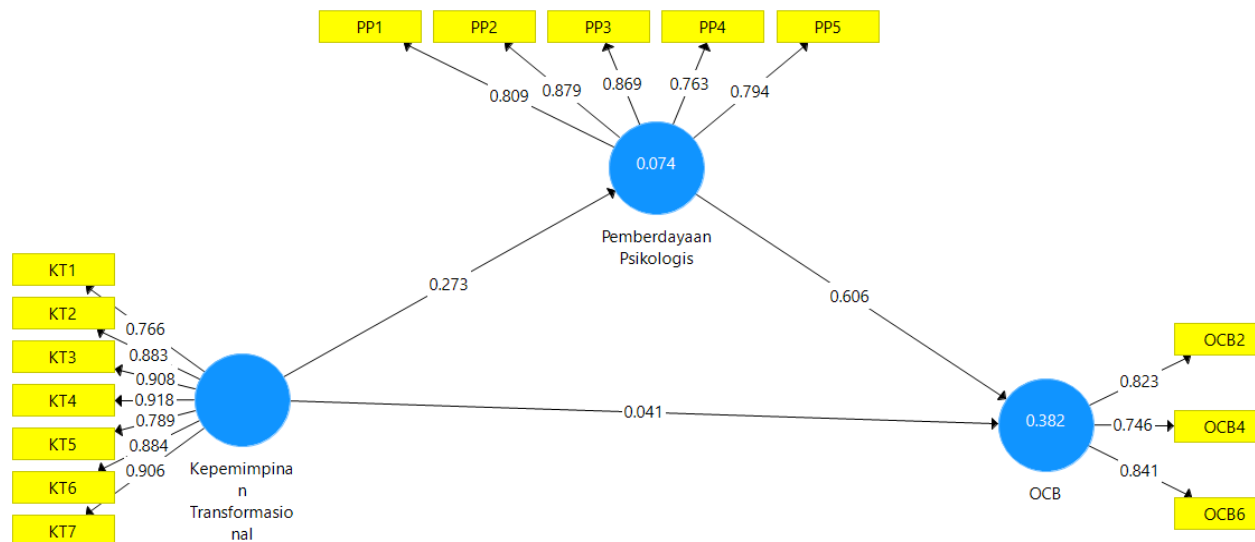 PP1
PP2
PP3
PP4
PP5
0.809
0.879
0.869
0.763
0.794
0.074
Pemberdayaan
Psikologis
0.273
0.606
KT1
KT2
KT3
KT4
KT5
KT6
KT7
0.766
0.883
0.908
0.918
0.789
0.884
0.906
Kepemimpina
n
Transformasio
nal
0.041
0.382
OCB
0.823
0.746
0.841
OCB2
OCB4
OCB6